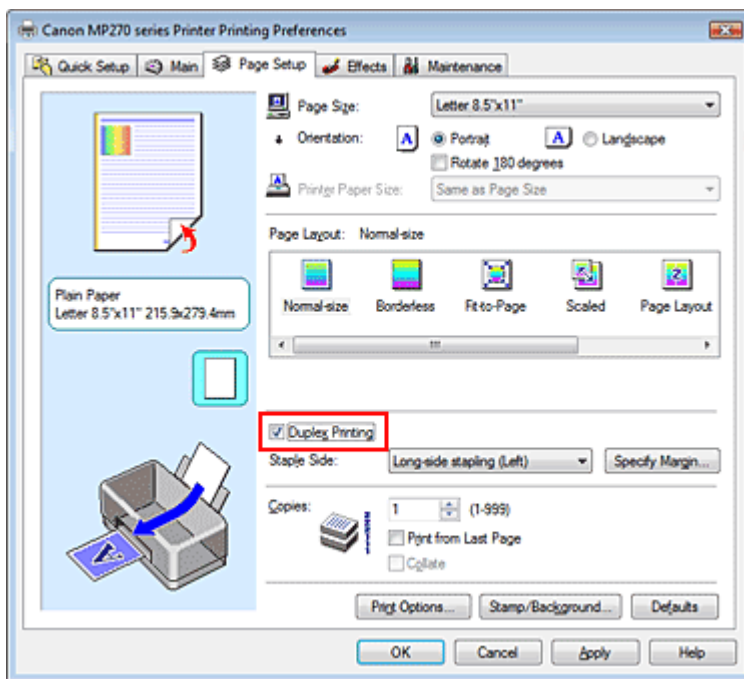 Canon MP270 series Printer Printing Preferences
Quick Setup Main Page Setup Effects Maintenance
Page Size: Letter 8.5"x11"
Orientation: A Portrait A Landscape
Rotate 180 degrees
Printer Paper Size: Same as Page Size
Page Layout: Normal-size
Normal-size Borderless Fit-to-Page Scaled Page Layout
Plain Paper
Letter 8.5"x11" 215.9x279.4mm
Duplex Printing
Staple Side: Long-side stapling (Left) Specify Margin...
Copies: 1 (1-999)
Print from Last Page
Collate
Print Options... Stamp/Background... Defaults
OK Cancel Apply Help